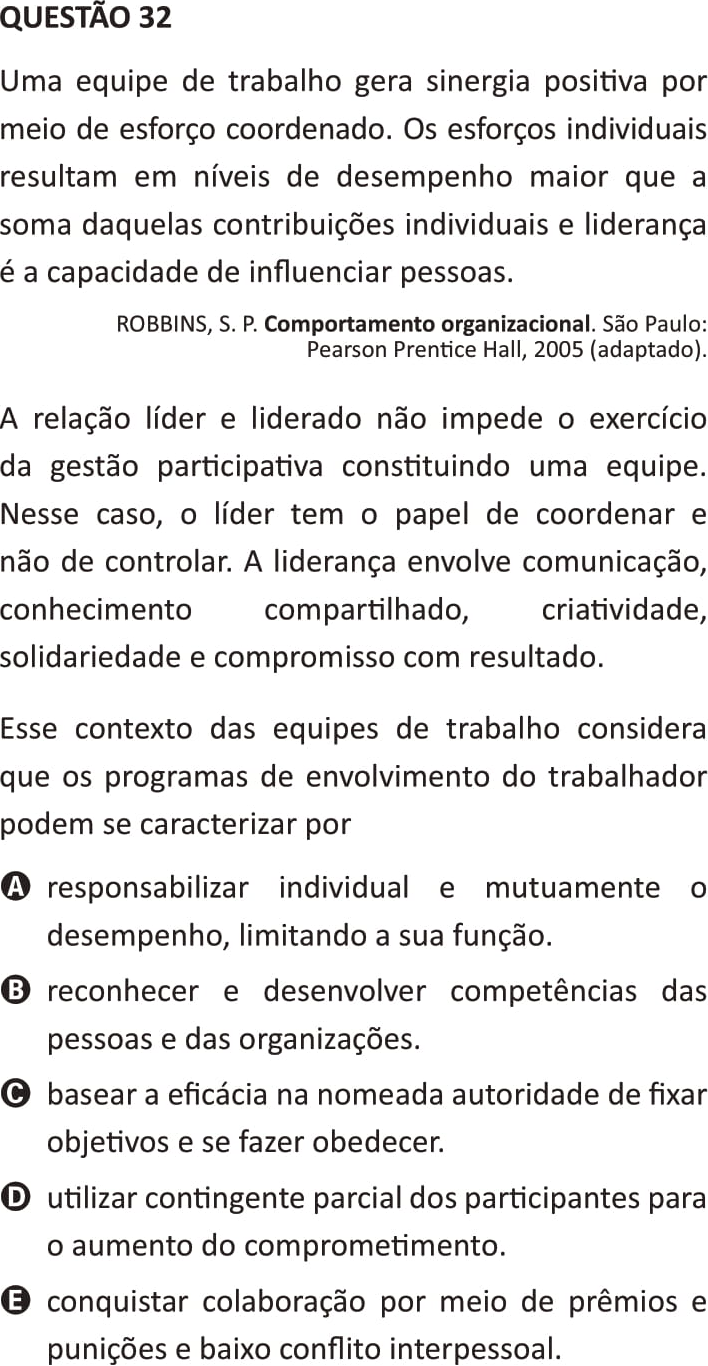 QUESTÃO 32
Uma equipe de trabalho gera sinergia positiva por
meio de esforço coordenado. Os esforços individuais
resultam em níveis de desempenho maior que a
soma daquelas contribuições individuais e liderança
é a capacidade de influenciar pessoas.
ROBBINS, S. P. Comportamento organizacional. São Paulo:
Pearson Prentice Hall, 2005 (adaptado).
A relação líder e liderado não impede o exercício
da gestão participativa constituindo uma equipe.
Nesse caso, o líder tem o papel de coordenar e
não de controlar. A liderança envolve comunicação,
conhecimento compartilhado, criatividade,
solidariedade e compromisso com resultado.
Esse contexto das equipes de trabalho considera
que os programas de envolvimento do trabalhador
podem se caracterizar por
A responsabilizar individual e mutuamente o
desempenho, limitando a sua função.
B reconhecer e desenvolver competências das
pessoas e das organizações.
C basear a eficácia na nomeada autoridade de fixar
objetivos e se fazer obedecer.
D utilizar contingente parcial dos participantes para
o aumento do comprometimento.
E conquistar colaboração por meio de prêmios e
punições e baixo conflito interpessoal.